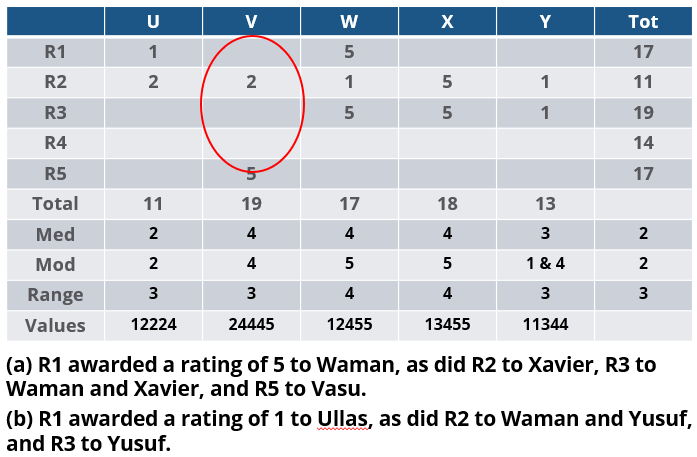 U V W X Y Tot
R1 1 5 17
R2 2 2 1 5 1 11
R3 5 5 1 19
R4 14
R5 5 17
Total 11 19 17 18 13
Med 2 4 4 4 3 2
Mod 2 4 5 5 1 & 4 2
Range 3 3 4 4 3 3
Values 12224 24445 12455 13455 11344
(a) R1 awarded a rating of 5 to Waman, as did R2 to Xavier, R3 to
Waman and Xavier, and R5 to Vasu.
(b) R1 awarded a rating of 1 to Ullas, as did R2 to Waman and Yusuf,
and R3 to Yusuf.